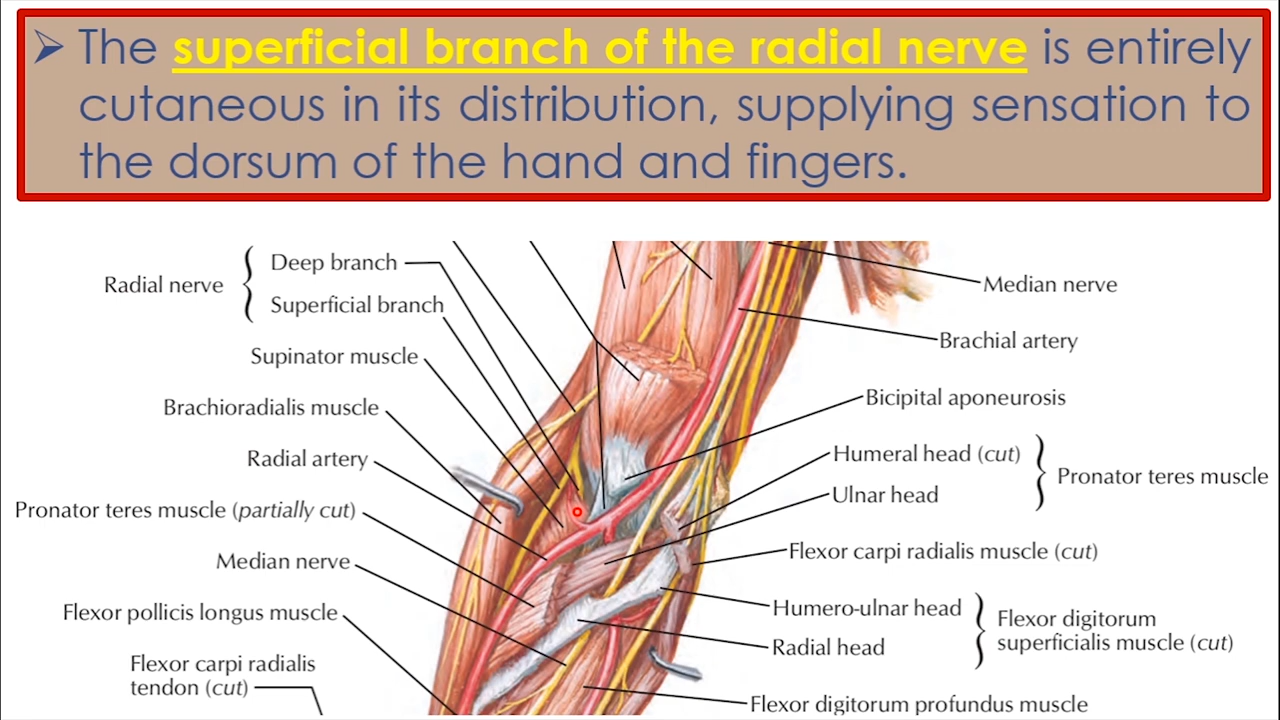 ➢ The superficial branch of the radial nerve is entirely
cutaneous in its distribution, supplying sensation to
the dorsum of the hand and fingers.
Radial nerve
Deep branch
Superficial branch
Supinator muscle
Brachioradialis muscle
Radial artery
Pronator teres muscle (partially cut)
Median nerve
Flexor pollicis longus muscle
Flexor carpi radialis
tendon (cut)
Median nerve
Brachial artery
Bicipital aponeurosis
Humeral head (cut)
Ulnar head
Pronator teres muscle
Flexor carpi radialis muscle (cut)
Humero-ulnar head
Radial head
Flexor digitorum
superficialis muscle (cut)
Flexor digitorum profundus muscle